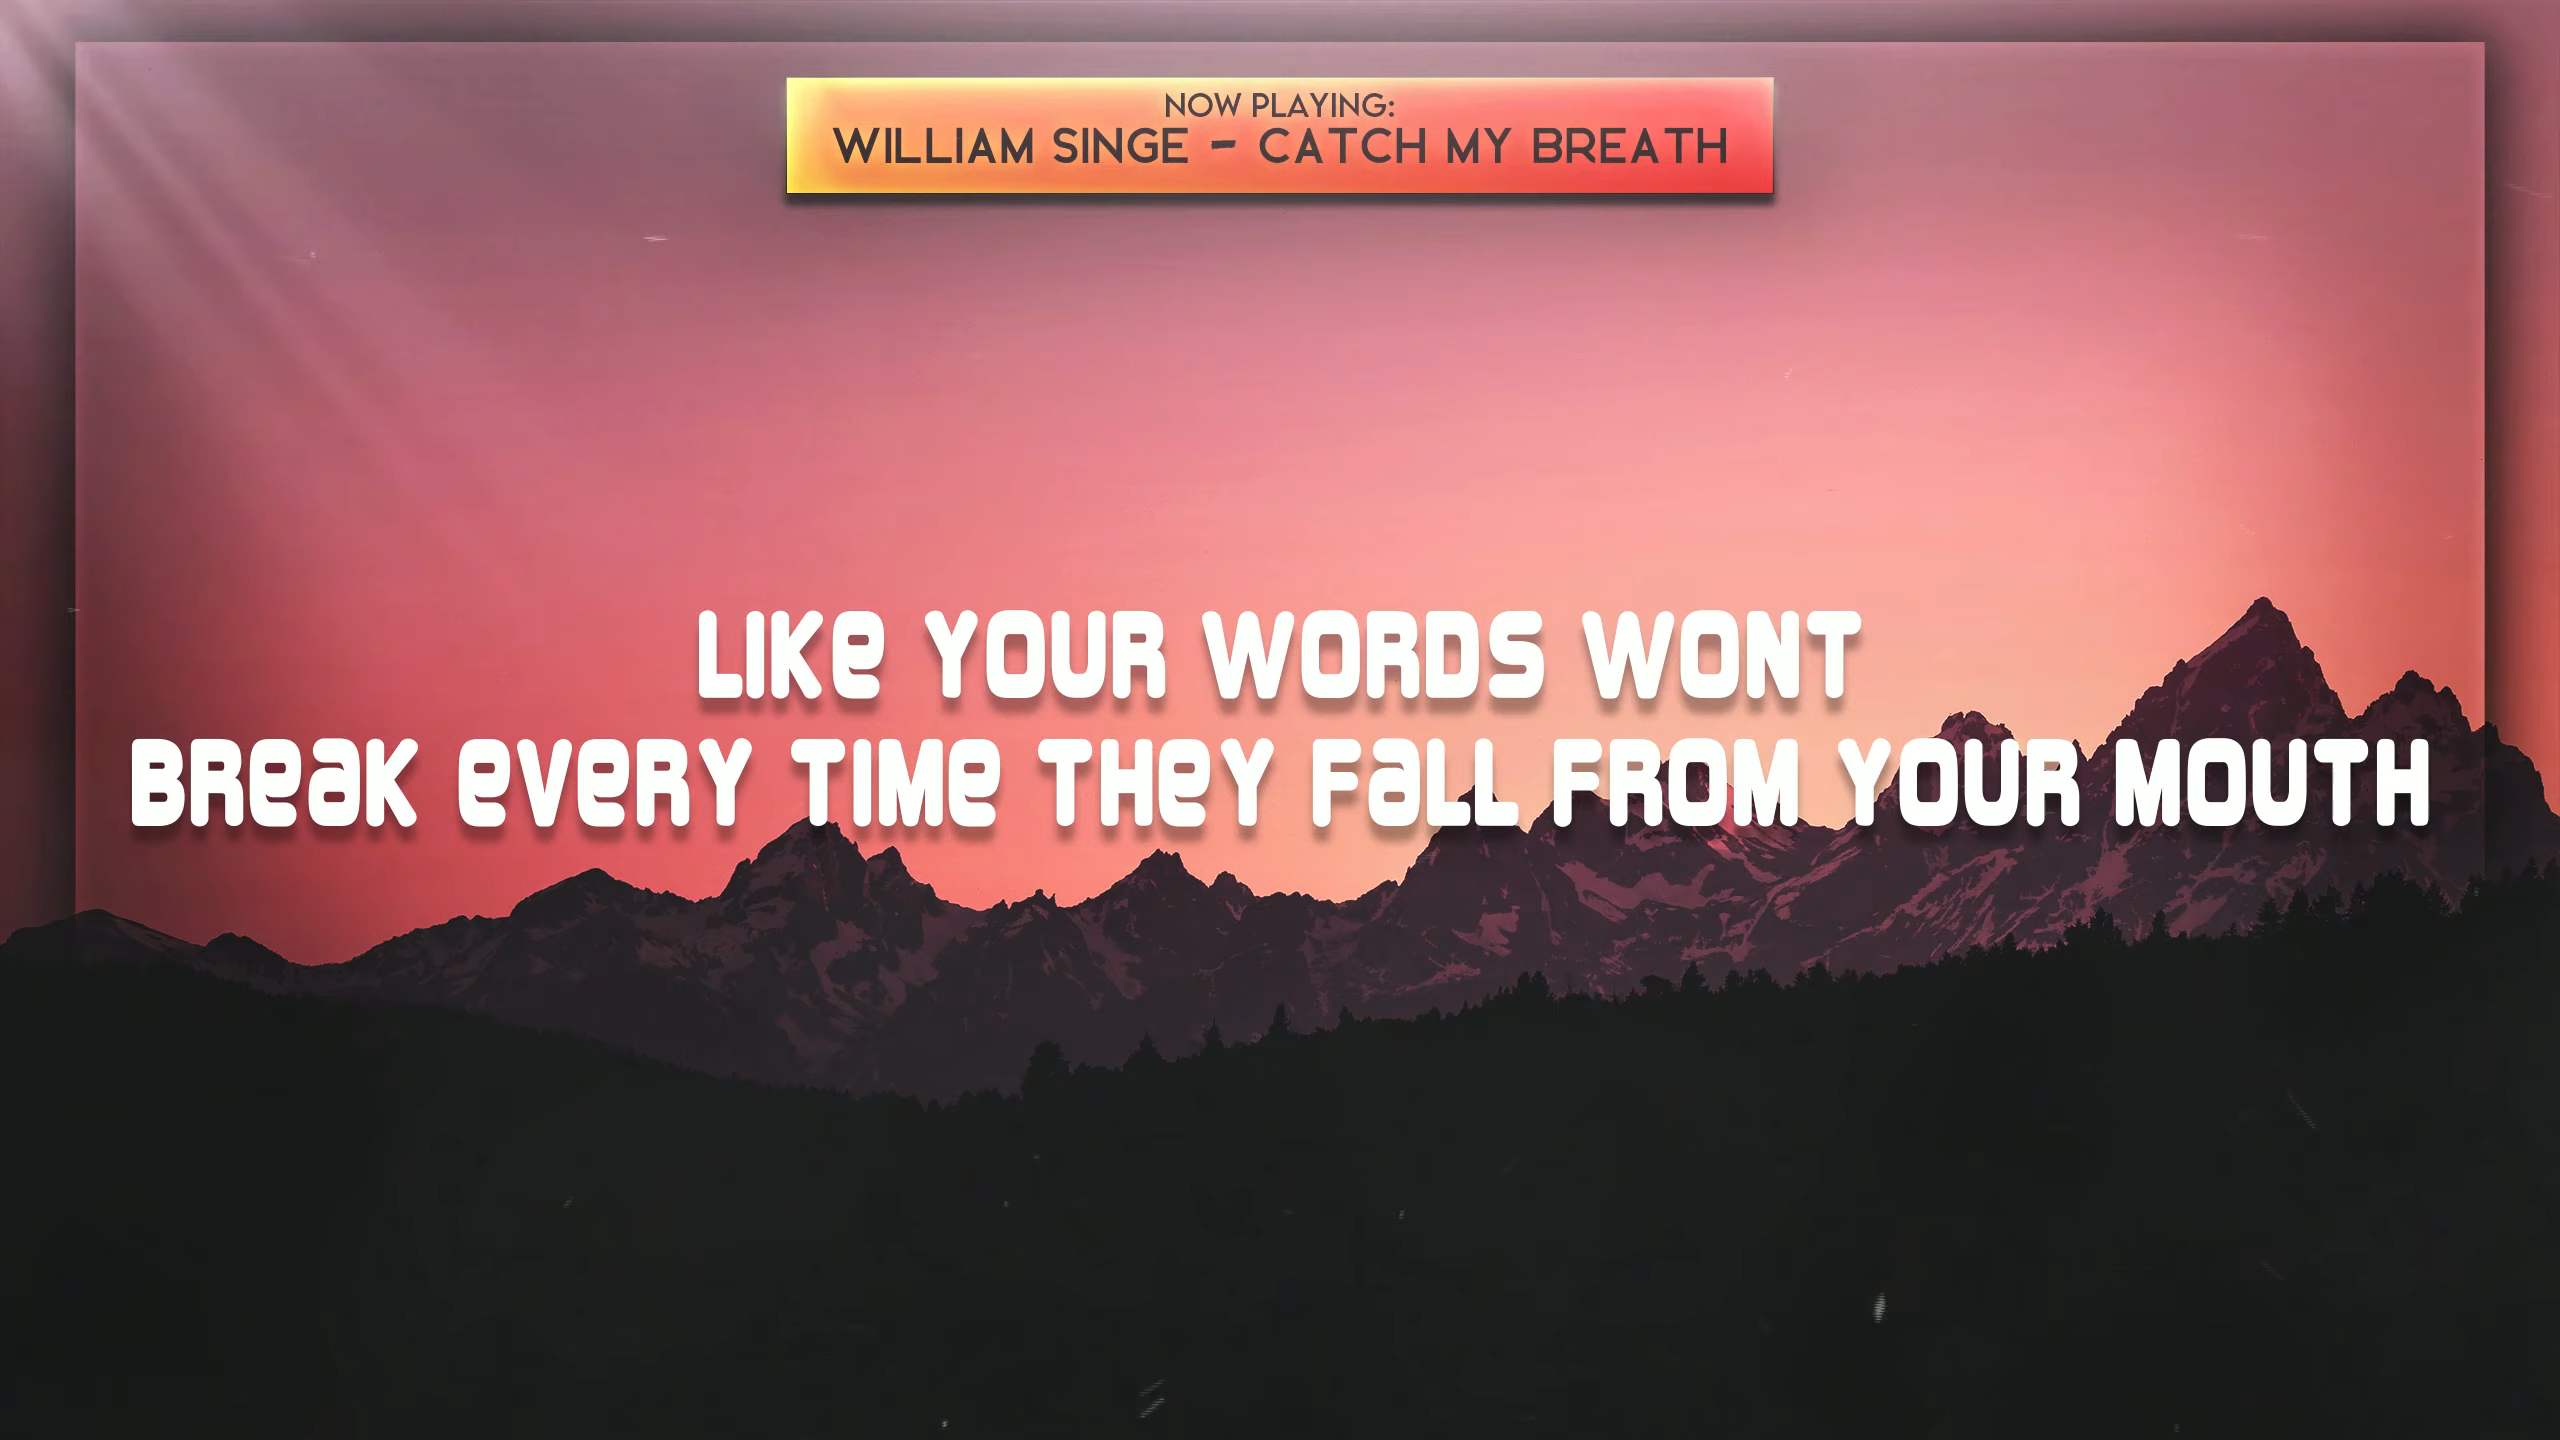 NOW PLAYING:
WILLIAM SINGE - CATCH MY BREATH
LIKe YOUR WORDS WONT
BReaK eVeRY TIMe THeY FaLL FROM YOUR MOUTH